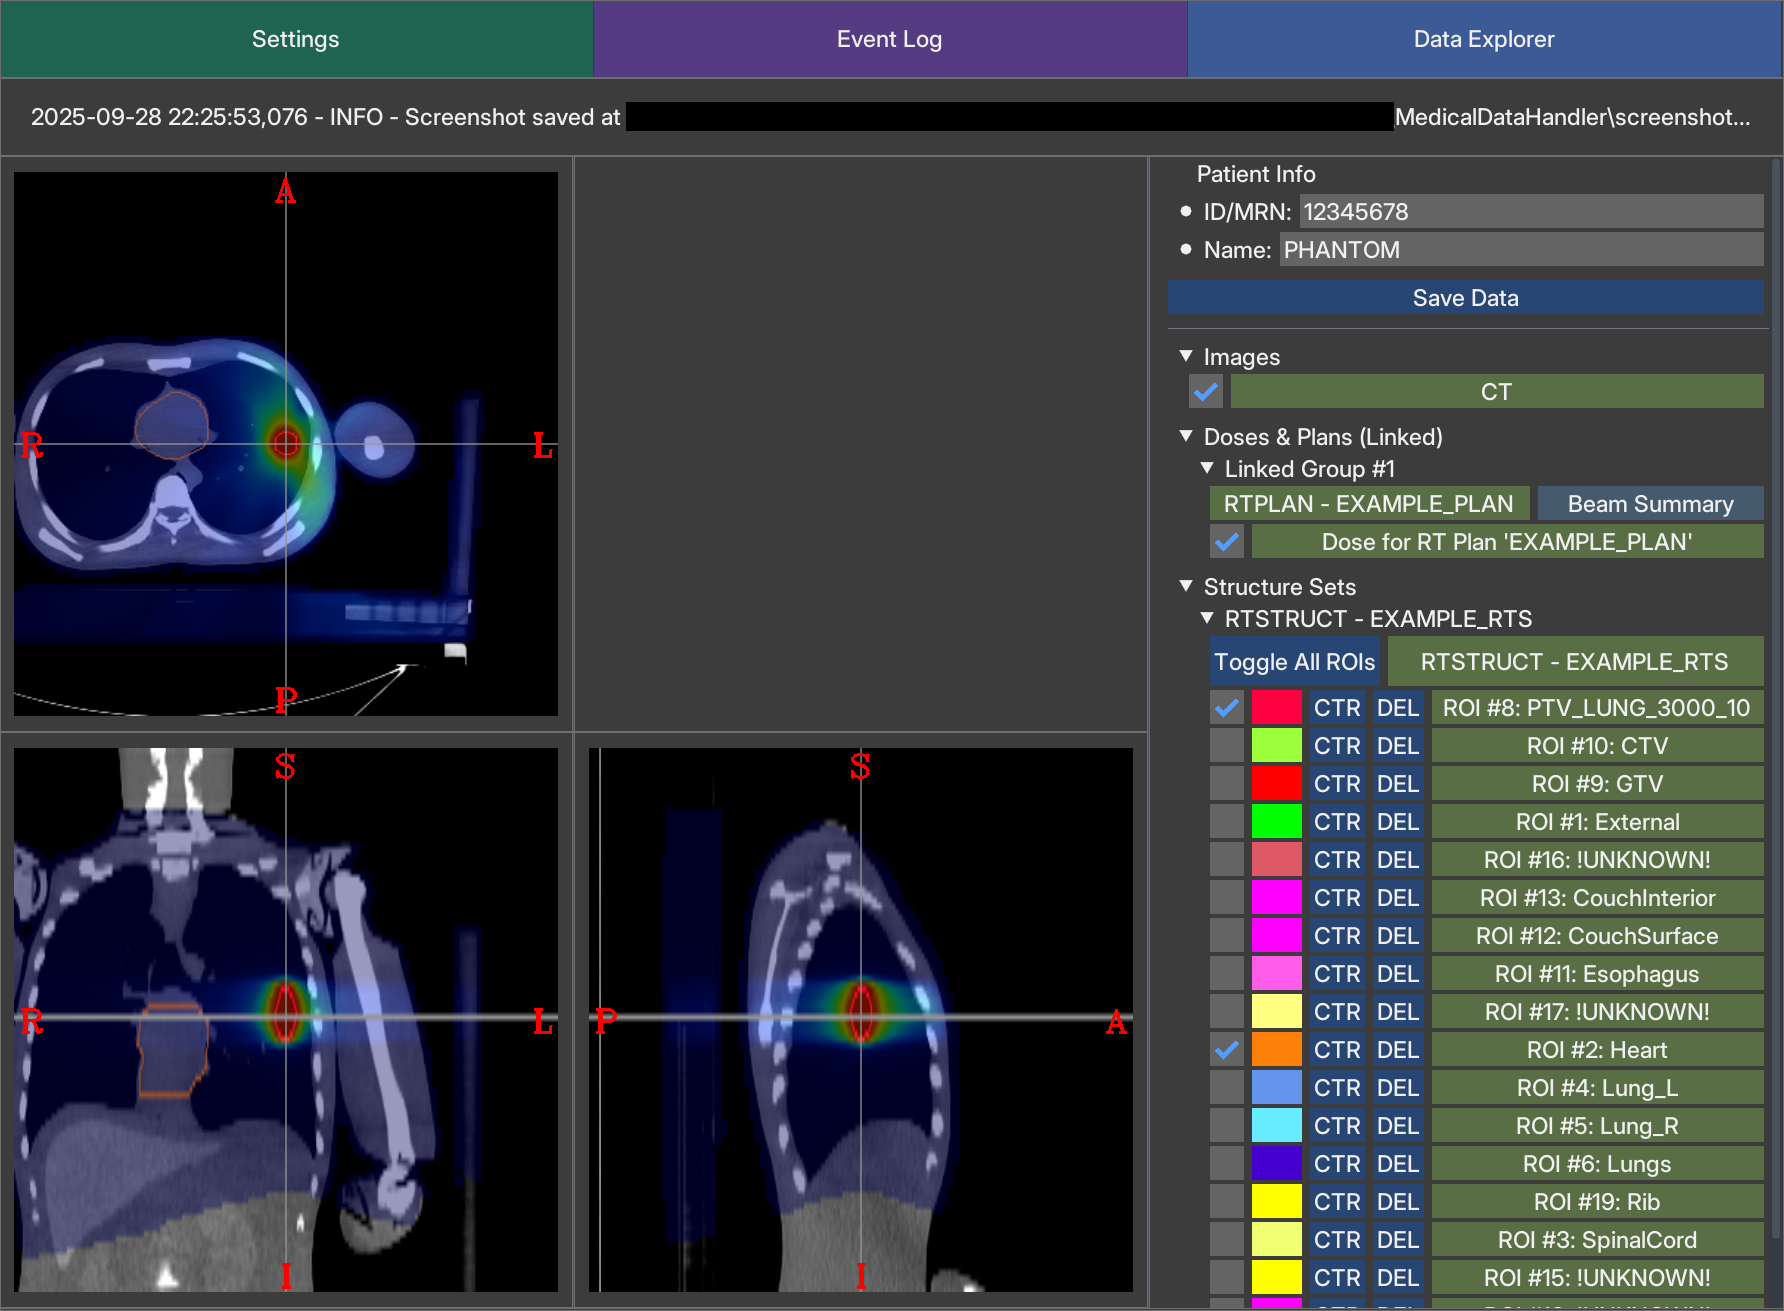 Settings
Event Log
Data Explorer
2025-09-28 22:25:53,076 - INFO - Screenshot saved at MedicalDataHandler\screenshot...
A
R
L
P
S
R
L
I
S
P
A
I
Patient Info
ID/MRN: 12345678
Name: PHANTOM
Save Data
Images
CT
Doses & Plans (Linked)
Linked Group #1
RTPLAN - EXAMPLE_PLAN Beam Summary
Dose for RT Plan 'EXAMPLE_PLAN'
Structure Sets
RTSTRUCT - EXAMPLE_RTS
Toggle All ROIs RTSTRUCT - EXAMPLE_RTS
CTR DEL ROI #8: PTV_LUNG_3000_10
CTR DEL ROI #10: CTV
CTR DEL ROI #9: GTV
CTR DEL ROI #1: External
CTR DEL ROI #16: !UNKNOWN!
CTR DEL ROI #13: CouchInterior
CTR DEL ROI #12: CouchSurface
CTR DEL ROI #11: Esophagus
CTR DEL ROI #17: !UNKNOWN!
CTR DEL ROI #2: Heart
CTR DEL ROI #4: Lung_L
CTR DEL ROI #5: Lung_R
CTR DEL ROI #6: Lungs
CTR DEL ROI #19: Rib
CTR DEL ROI #3: SpinalCord
CTR DEL ROI #15: !UNKNOWN!